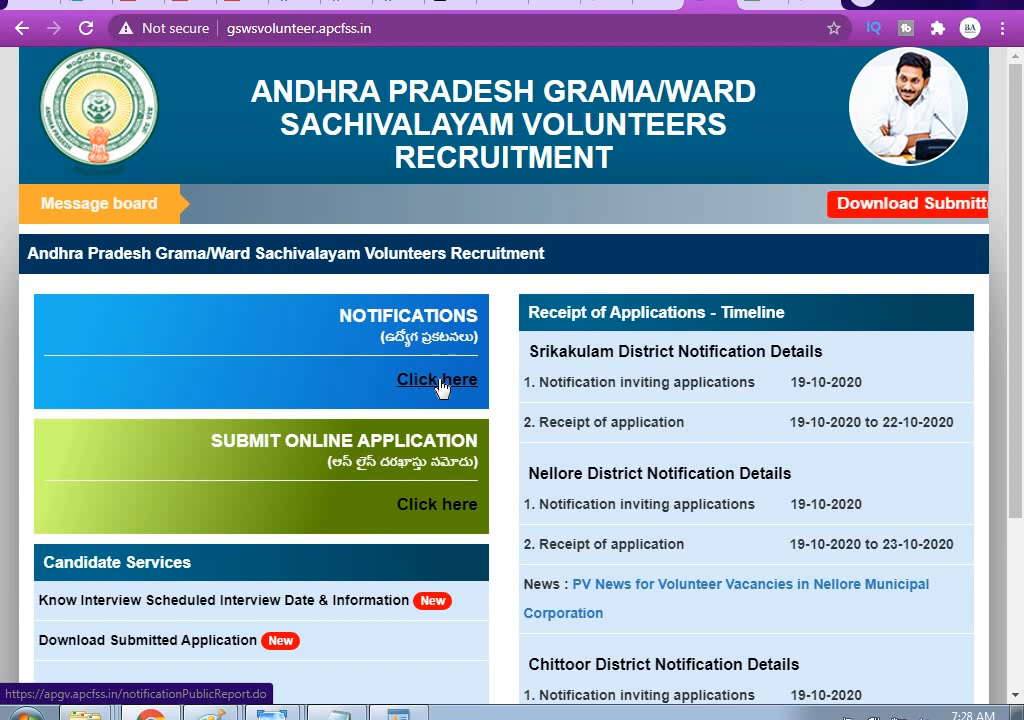 Not secure
gswsvolunteer.apcfss.in
IQ
BA
ANDHRA PRADESH GRAMA/WARD
SACHIVALAYAM VOLUNTEERS
RECRUITMENT
Message board
Download Submitt
Andhra Pradesh Grama/Ward Sachivalayam Volunteers Recruitment
NOTIFICATIONS
(ఉద్యోగ ప్రకటనలు)
Click here
SUBMIT ONLINE APPLICATION
(ఆన్ లైన్ దరఖాస్తు నమోదు)
Click here
Candidate Services
Know Interview Scheduled Interview Date & Information New
Download Submitted Application New
Receipt of Applications - Timeline
Srikakulam District Notification Details
1. Notification inviting applications 19-10-2020
2. Receipt of application 19-10-2020 to 22-10-2020
Nellore District Notification Details
1. Notification inviting applications 19-10-2020
2. Receipt of application 19-10-2020 to 23-10-2020
News : PV News for Volunteer Vacancies in Nellore Municipal
Corporation
Chittoor District Notification Details
1. Notification inviting applications 19-10-2020
https://apgv.apcfss.in/notificationPublicReport.do
7:28 AM